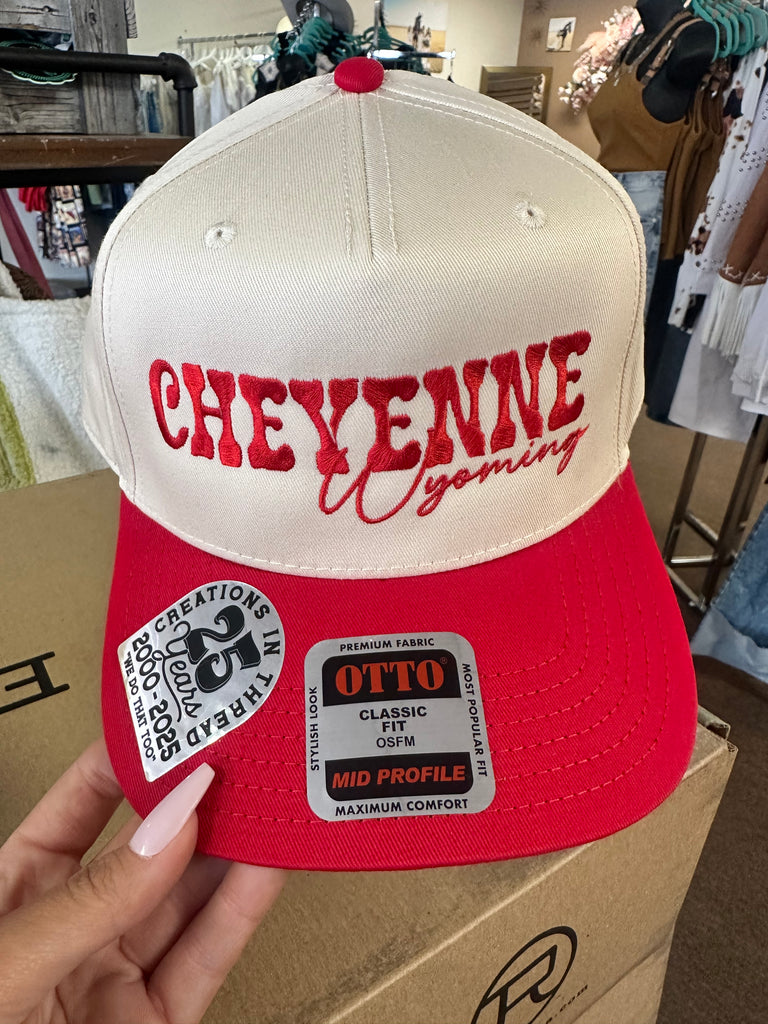 CHEYENNE
Wyoming
CREATIONS IN THREAD
25
Years
2000-2025
"WE DO THAT TOO"
PREMIUM FABRIC
OTTO®
STYLISH LOOK
CLASSIC
FIT
OSFM
MOST POPULAR FIT
MID PROFILE
MAXIMUM COMFORT
E
R
.com